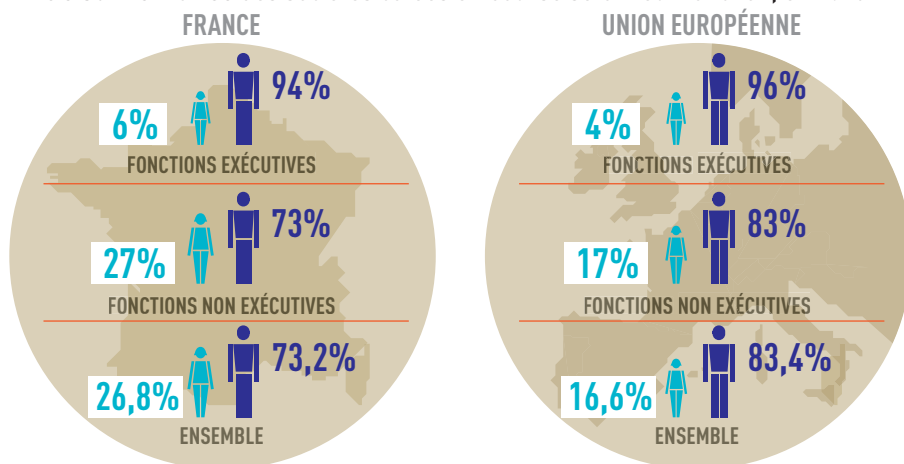 FRANCE
94%
6%
FONCTIONS EXÉCUTIVES
73%
27%
FONCTIONS NON EXÉCUTIVES
73,2%
26,8%
ENSEMBLE
UNION EUROPÉENNE
96%
4%
FONCTIONS EXÉCUTIVES
83%
17%
FONCTIONS NON EXÉCUTIVES
83,4%
16,6%
ENSEMBLE